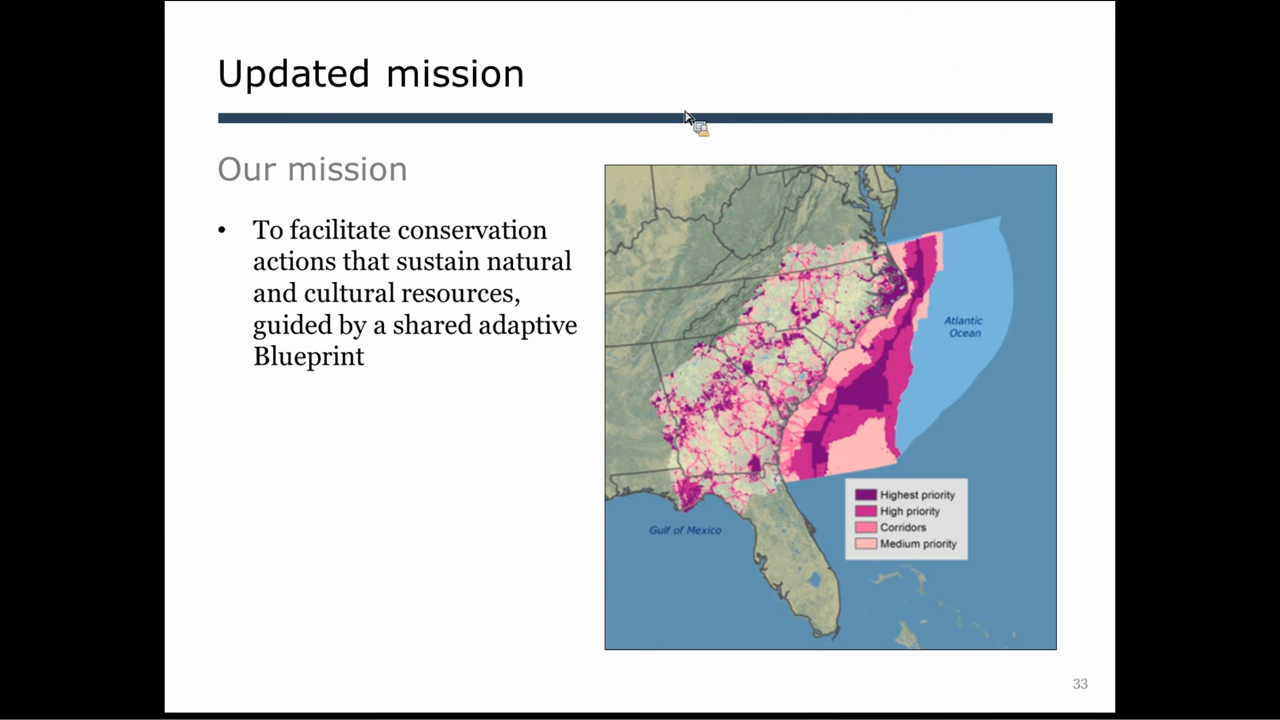 Updated mission
Our mission
• To facilitate conservation
actions that sustain natural
and cultural resources,
guided by a shared adaptive
Blueprint
Atlantic
Ocean
Gulf of Mexico
Highest priority
High priority
Corridors
Medium priority
33